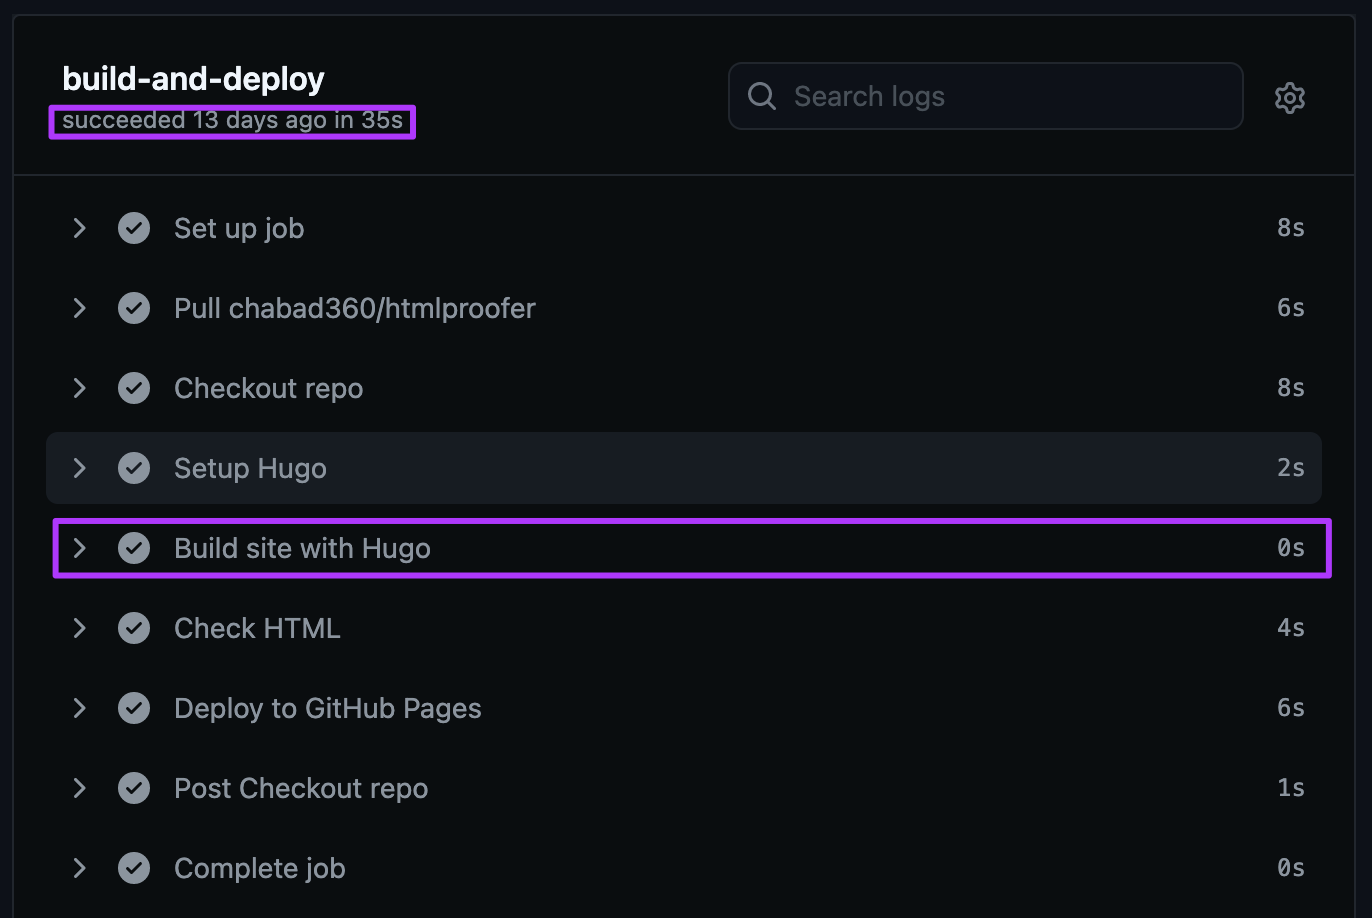 build-and-deploy
succeeded 13 days ago in 35s
Search logs
Set up job 8s
Pull chabad360/htmlproofer 6s
Checkout repo 8s
Setup Hugo 2s
Build site with Hugo 0s
Check HTML 4s
Deploy to GitHub Pages 6s
Post Checkout repo 1s
Complete job 0s